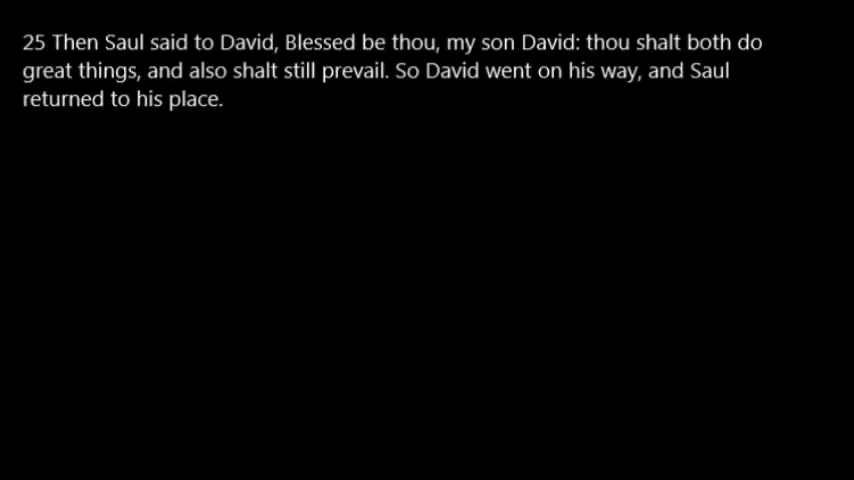 25 Then Saul said to David, Blessed be thou, my son David: thou shalt both do
great things, and also shalt still prevail. So David went on his way, and Saul
returned to his place.